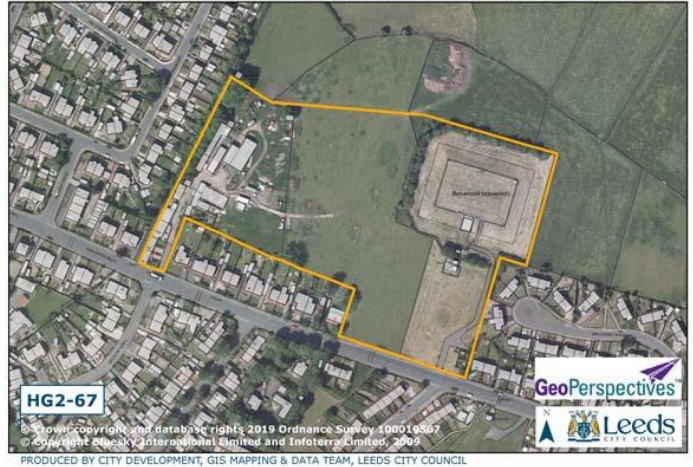 Reservoir (covered)
HG2-67
GeoPerspectives™
N
Leeds
CITY COUNCIL
© Crown copyright and database rights 2019 Ordnance Survey 100019567
© Copyright Bluesky International Limited and Infoterra Limited, 2009
PRODUCED BY CITY DEVELOPMENT, GIS MAPPING & DATA TEAM, LEEDS CITY COUNCIL